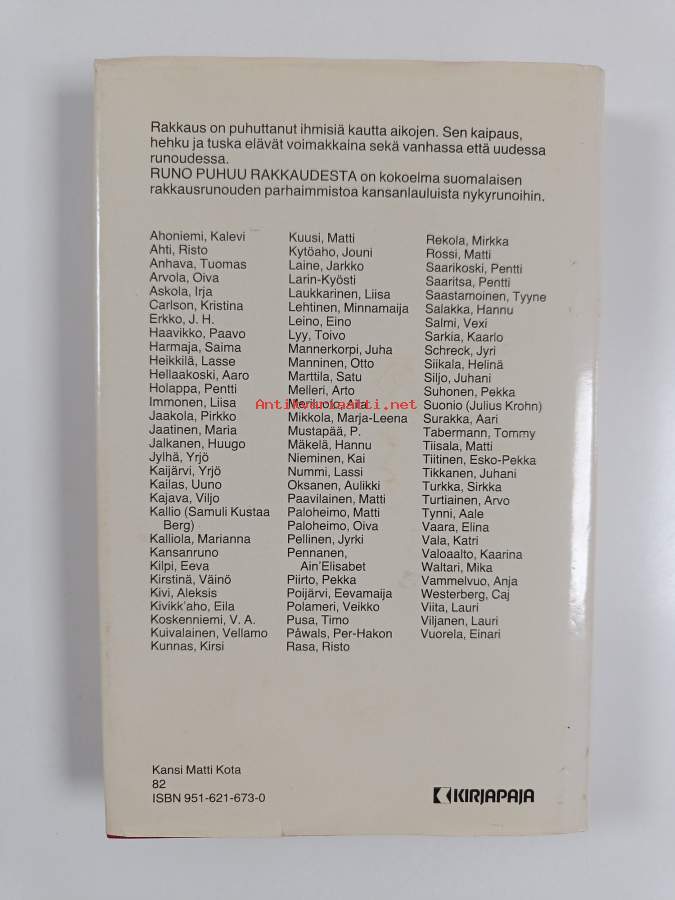 Rakkaus on puhuttanut ihmisiä kautta aikojen. Sen kaipaus,
hehku ja tuska elävät voimakkaina sekä vanhassa että uudessa
runoudessa.
RUNO PUHUU RAKKAUDESTA on kokoelma suomalaisen
rakkausrunouden parhaimmistoa kansanlauluista nykyrunoihin.
Ahoniemi, Kalevi
Ahti, Risto
Anhava, Tuomas
Arvola, Oiva
Askola, Irja
Carlson, Kristina
Erkko, J. H.
Haavikko, Paavo
Harmaja, Saima
Heikkilä, Lasse
Hellaakoski, Aaro
Holappa, Pentti
Immonen, Liisa
Jaakola, Pirkko
Jaatinen, Maria
Jalkanen, Huugo
Jylhä, Yrjö
Kaijärvi, Yrjö
Kailas, Uuno
Kajava, Viljo
Kallio (Samuli Kustaa
Berg)
Kalliola, Marianna
Kansanruno
Kilpi, Eeva
Kirstinä, Väinö
Kivi, Aleksis
Kivikk'aho, Eila
Koskenniemi, V. A.
Kuivalainen, Vellamo
Kunnas, Kirsi
Kuusi, Matti
Kytöaho, Jouni
Laine, Jarkko
Larin-Kyösti
Laukkarinen, Liisa
Lehtinen, Minnamaija
Leino, Eino
Lyy, Toivo
Mannerkorpi, Juha
Manninen, Otto
Marttila, Satu
Melleri, Arto
Meriluoto, Aila
Mikkola, Marja-Leena
Mustapää, P.
Mäkelä, Hannu
Nieminen, Kai
Nummi, Lassi
Oksanen, Aulikki
Paavilainen, Matti
Paloheimo, Matti
Paloheimo, Oiva
Pellinen, Jyrki
Pennanen,
Ain'Elisabet
Piirto, Pekka
Poijärvi, Eevamaija
Polameri, Veikko
Pusa, Timo
Påwals, Per-Hakon
Rasa, Risto
Rekola, Mirkka
Rossi, Matti
Saarikoski, Pentti
Saaritsa, Pentti
Saastamoinen, Tyyne
Salakka, Hannu
Salmi, Vexi
Sarkia, Kaarlo
Schreck, Jyri
Siikala, Helinä
Siljo, Juhani
Suhonen, Pekka
Suonio (Julius Krohn)
Surakka, Aari
Tabermann, Tommy
Tiisala, Matti
Tiitinen, Esko-Pekka
Tikkanen, Juhani
Turkka, Sirkka
Turtiainen, Arvo
Tynni, Aale
Vaara, Elina
Vala, Katri
Valoaalto, Kaarina
Waltari, Mika
Vammelvuo, Anja
Westerberg, Caj
Viita, Lauri
Viljanen, Lauri
Vuorela, Einari
Antikvariaatti.net
Kansi Matti Kota
82
ISBN 951-621-673-0
KIRJAPAJA